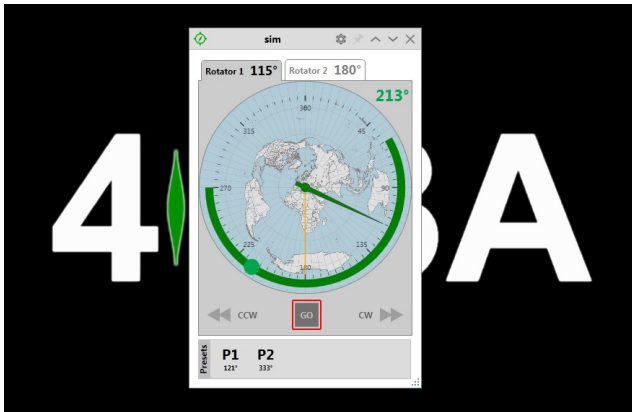 sim
Rotator 1 115°
Rotator 2 180°
213°
360
45
90
135
180
225
270
315
CCW
GO
CW
Presets
P1
121°
P2
333°
4
A